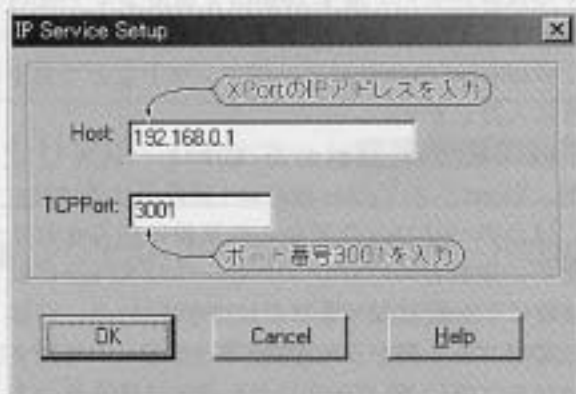 IP Service Setup
XPortのIPアドレスを入力
Host: 192.168.0.1
TCPPort: 3001
ポート番号3001を入力
OK
Cancel
Help